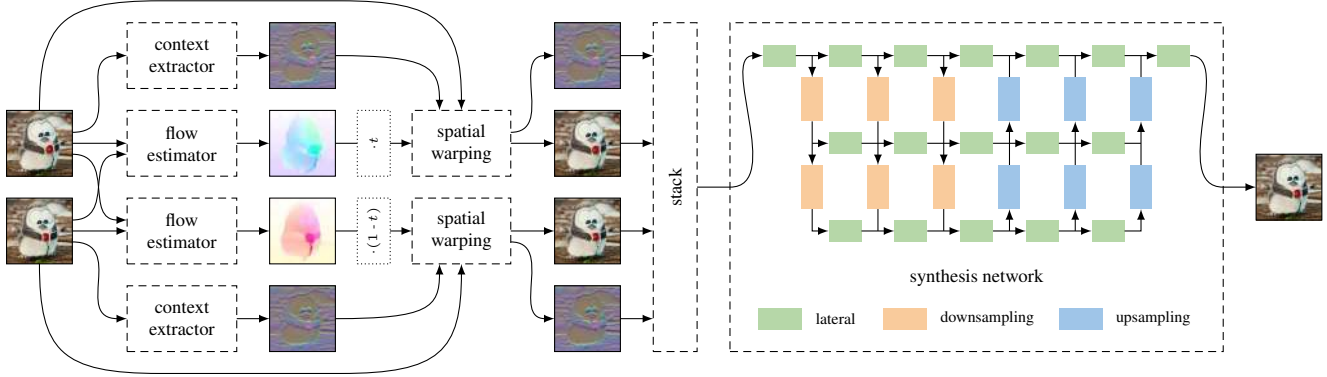 context
extractor
flow
estimator
· t
spatial
warping
flow
estimator
· (1 - t)
spatial
warping
context
extractor
stack
synthesis network
lateral
downsampling
upsampling